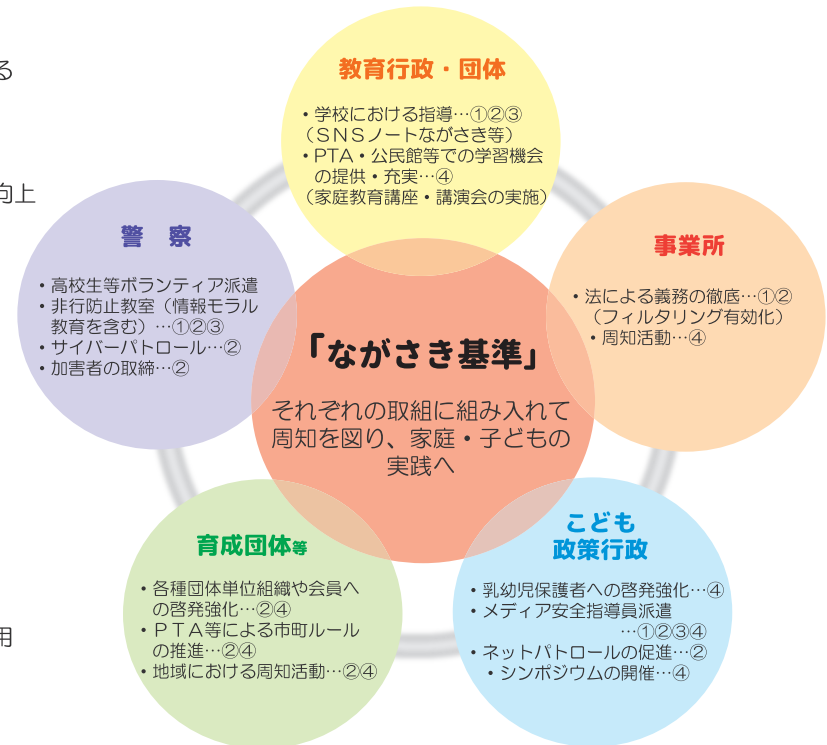 る
向上
用
教育行政・団体
・学校における指導…①②③
（ＳＮＳノートながさき等）
・PTA・公民館等での学習機会
の提供・充実…④
（家庭教育講座・講演会の実施）
警　察
・高校生等ボランティア派遣
・非行防止教室（情報モラル
教育を含む）…①②③
・サイバーパトロール…②
・加害者の取締…②
事業所
・法による義務の徹底…①②
（フィルタリング有効化）
・周知活動…④
「ながさき基準」
それぞれの取組に組み入れて
周知を図り、家庭・子どもの
実践へ
育成団体等
・各種団体単位組織や会員へ
の啓発強化…②④
・ＰＴＡ等による市町ルール
の推進…②④
・地域における周知活動…②④
こども
政策行政
・乳幼児保護者への啓発強化…④
・メディア安全指導員派遣
…①②③④
・ネットパトロールの促進…②
・シンポジウムの開催…④